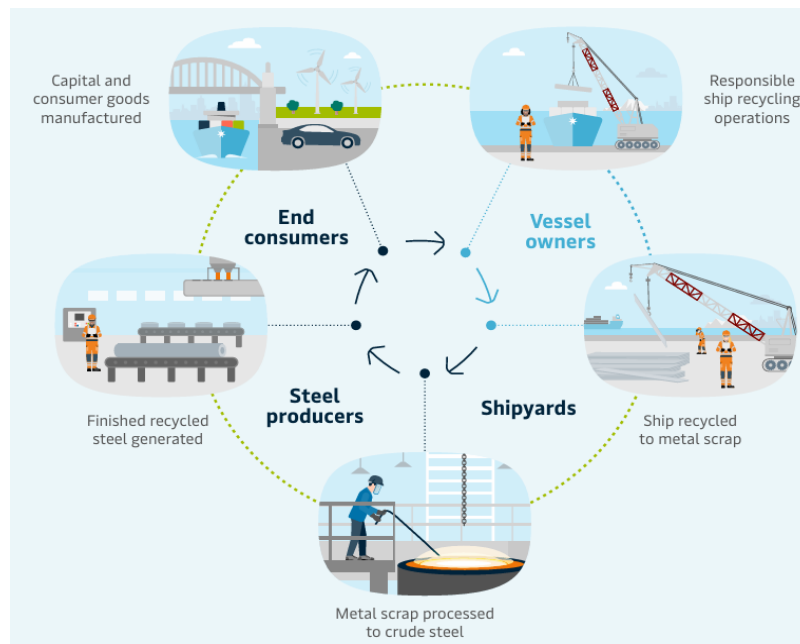 Capital and
consumer goods
manufactured
Responsible
ship recycling
operations
End
consumers
Vessel
owners
Steel
producers
Shipyards
Finished recycled
steel generated
Ship recycled
to metal scrap
Metal scrap processed
to crude steel